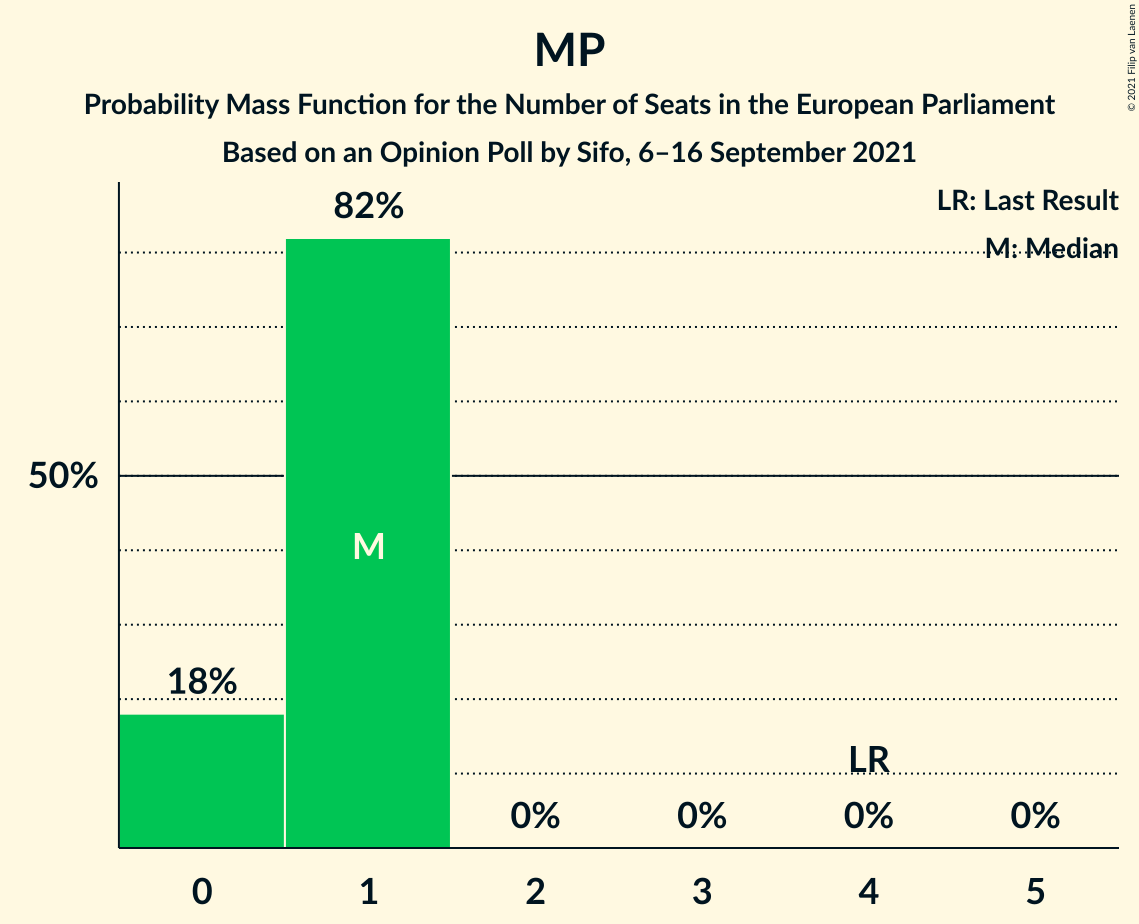 MP
Probability Mass Function for the Number of Seats in the European Parliament
Based on an Opinion Poll by Sifo, 6–16 September 2021
© 2021 Filip van Laenen
LR: Last Result
M: Median
82%
50%
M
18%
LR
0% 0% 0% 0%
0 1 2 3 4 5